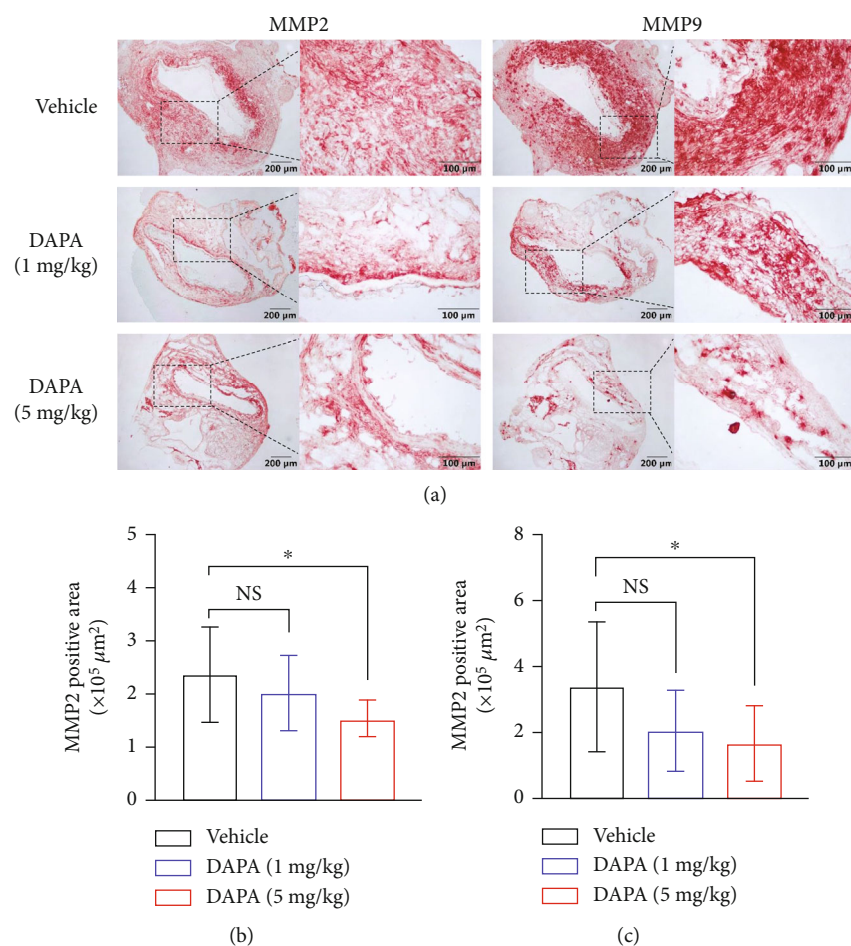 MMP2 MMP9
Vehicle
200 μm 100 μm 200 μm 100 μm
DAPA
(1 mg/kg)
200 μm 100 μm 200 μm 100 μm
DAPA
(5 mg/kg)
200 μm 100 μm 200 μm 100 μm
(a)
MMP2 positive area
(×10⁵ μm²)
5
4
3
2
1
0
NS
*
Vehicle
DAPA (1 mg/kg)
DAPA (5 mg/kg)
(b)
MMP2 positive area
(×10⁵ μm²)
8
6
4
2
0
NS
*
Vehicle
DAPA (1 mg/kg)
DAPA (5 mg/kg)
(c)